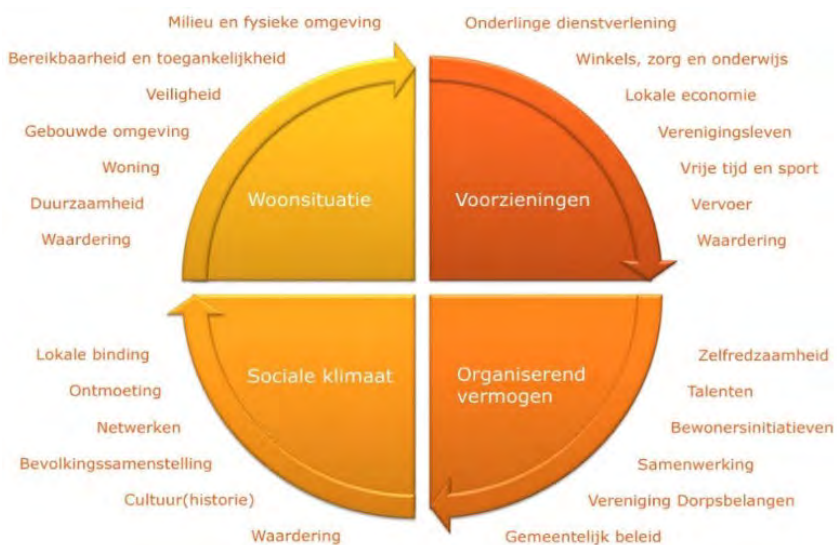 Milieu en fysieke omgeving
Bereikbaarheid en toegankelijkheid
Veiligheid
Gebouwde omgeving
Woning
Duurzaamheid
Waardering
Woonsituatie
Onderlinge dienstverlening
Winkels, zorg en onderwijs
Lokale economie
Verenigingsleven
Vrije tijd en sport
Vervoer
Waardering
Voorzieningen
Lokale binding
Ontmoeting
Netwerken
Bevolkingssamenstelling
Cultuur(historie)
Waardering
Sociale klimaat
Organiserend
vermogen
Zelfredzaamheid
Talenten
Bewonersinitiatieven
Samenwerking
Vereniging Dorpsbelangen
Gemeentelijk beleid